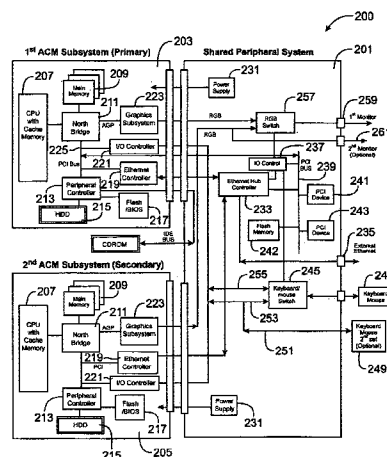 200
1st ACM Subsystem (Primary)
203
Shared Peripheral System
201
207
209
231
Main
Memory
Power
Supply
CPU
with
Cache
Memory
211
223
257
259
North
Bridge
AGP
Graphics
Subsystem
RGB
RGB
Switch
1st Monitor
225
I/O Controller
RGB
237
261
PCI Bus
221
IO Control
2nd Monitor
(Optional)
219
Ethernet
Controller
PCI
BUS
239
213
Peripheral
Controller
Ethernet Hub
Controller
PCI
Device
241
215
Flash
/BIOS
217
233
243
HDD
IDE
BUS
Flash
Memory
PCI
Device
235
CDROM
242
External
Ethernet
2nd ACM
Subsystem (Secondary)
255
245
207
209
Keyboard/
mouse
Switch
Main
Memory
211
223
253
Keyboard
Mouse
CPU
with
Cache
Memory
North
Bridge
AGP
Graphics
Subsystem
251
219
Ethernet
Controller
Keyboard
Mouse
2nd set
(Optional)
PCI
221
I/O Controller
249
213
Peripheral
Controller
Flash
/BIOS
217
Power
Supply
231
HDD
215
205